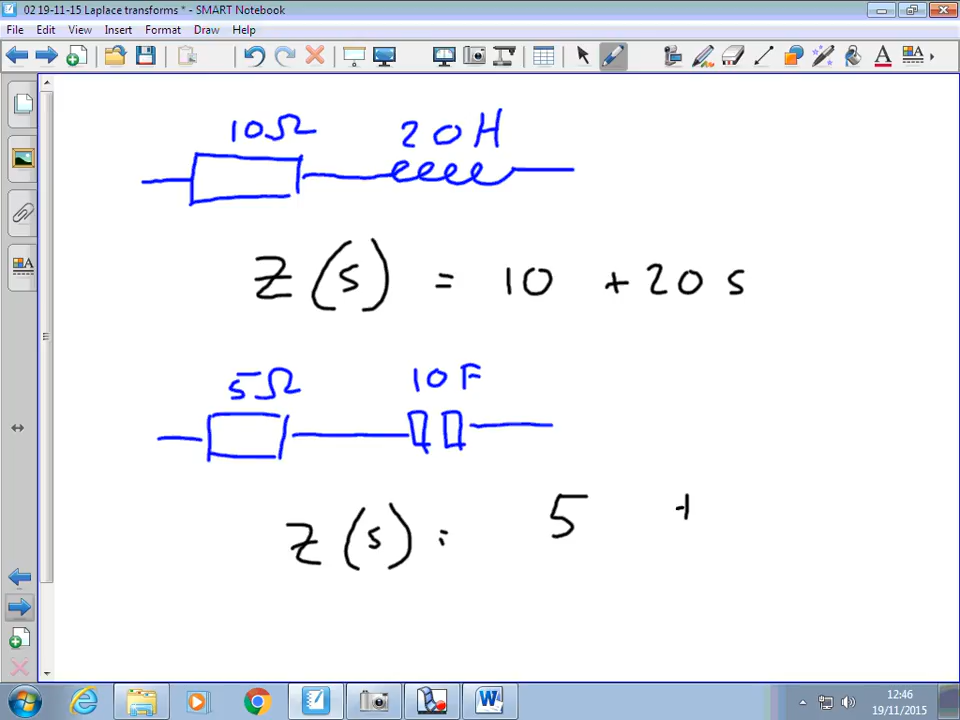 02 19-11-15 Laplace transforms * - SMART Notebook
File Edit View Insert Format Draw Help
10Ω 20H
Z(s) = 10 + 20 s
5Ω 10F
Z(s) = 5 +
12:46
19/11/2015